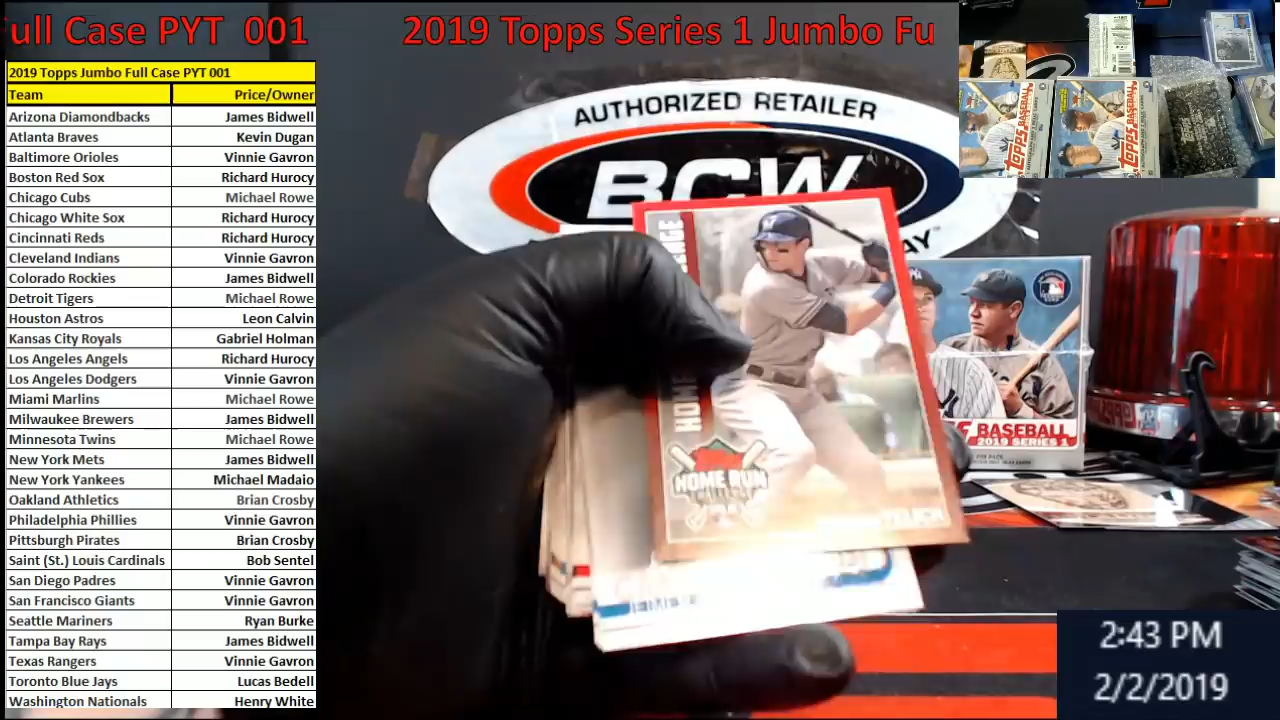 ull Case PYT 001
2019 Topps Series 1 Jumbo Fu
2019 Topps Jumbo Full Case PYT 001
Team Price/Owner
Arizona Diamondbacks James Bidwell
Atlanta Braves Kevin Dugan
Baltimore Orioles Vinnie Gavron
Boston Red Sox Richard Hurocy
Chicago Cubs Michael Rowe
Chicago White Sox Richard Hurocy
Cincinnati Reds Richard Hurocy
Cleveland Indians Vinnie Gavron
Colorado Rockies James Bidwell
Detroit Tigers Michael Rowe
Houston Astros Leon Calvin
Kansas City Royals Gabriel Holman
Los Angeles Angels Richard Hurocy
Los Angeles Dodgers Vinnie Gavron
Miami Marlins Michael Rowe
Milwaukee Brewers James Bidwell
Minnesota Twins Michael Rowe
New York Mets James Bidwell
New York Yankees Michael Madaio
Oakland Athletics Brian Crosby
Philadelphia Phillies Vinnie Gavron
Pittsburgh Pirates Brian Crosby
Saint (St.) Louis Cardinals Bob Sentel
San Diego Padres Vinnie Gavron
San Francisco Giants Vinnie Gavron
Seattle Mariners Ryan Burke
Tampa Bay Rays James Bidwell
Texas Rangers Vinnie Gavron
Toronto Blue Jays Lucas Bedell
Washington Nationals Henry White
AUTHORIZED RETAILER
BCW
HOME RUN
BASEBALL
2019 SERIES 1
Topps BASEBALL
Topps BASEBALL
2:43 PM
2/2/2019